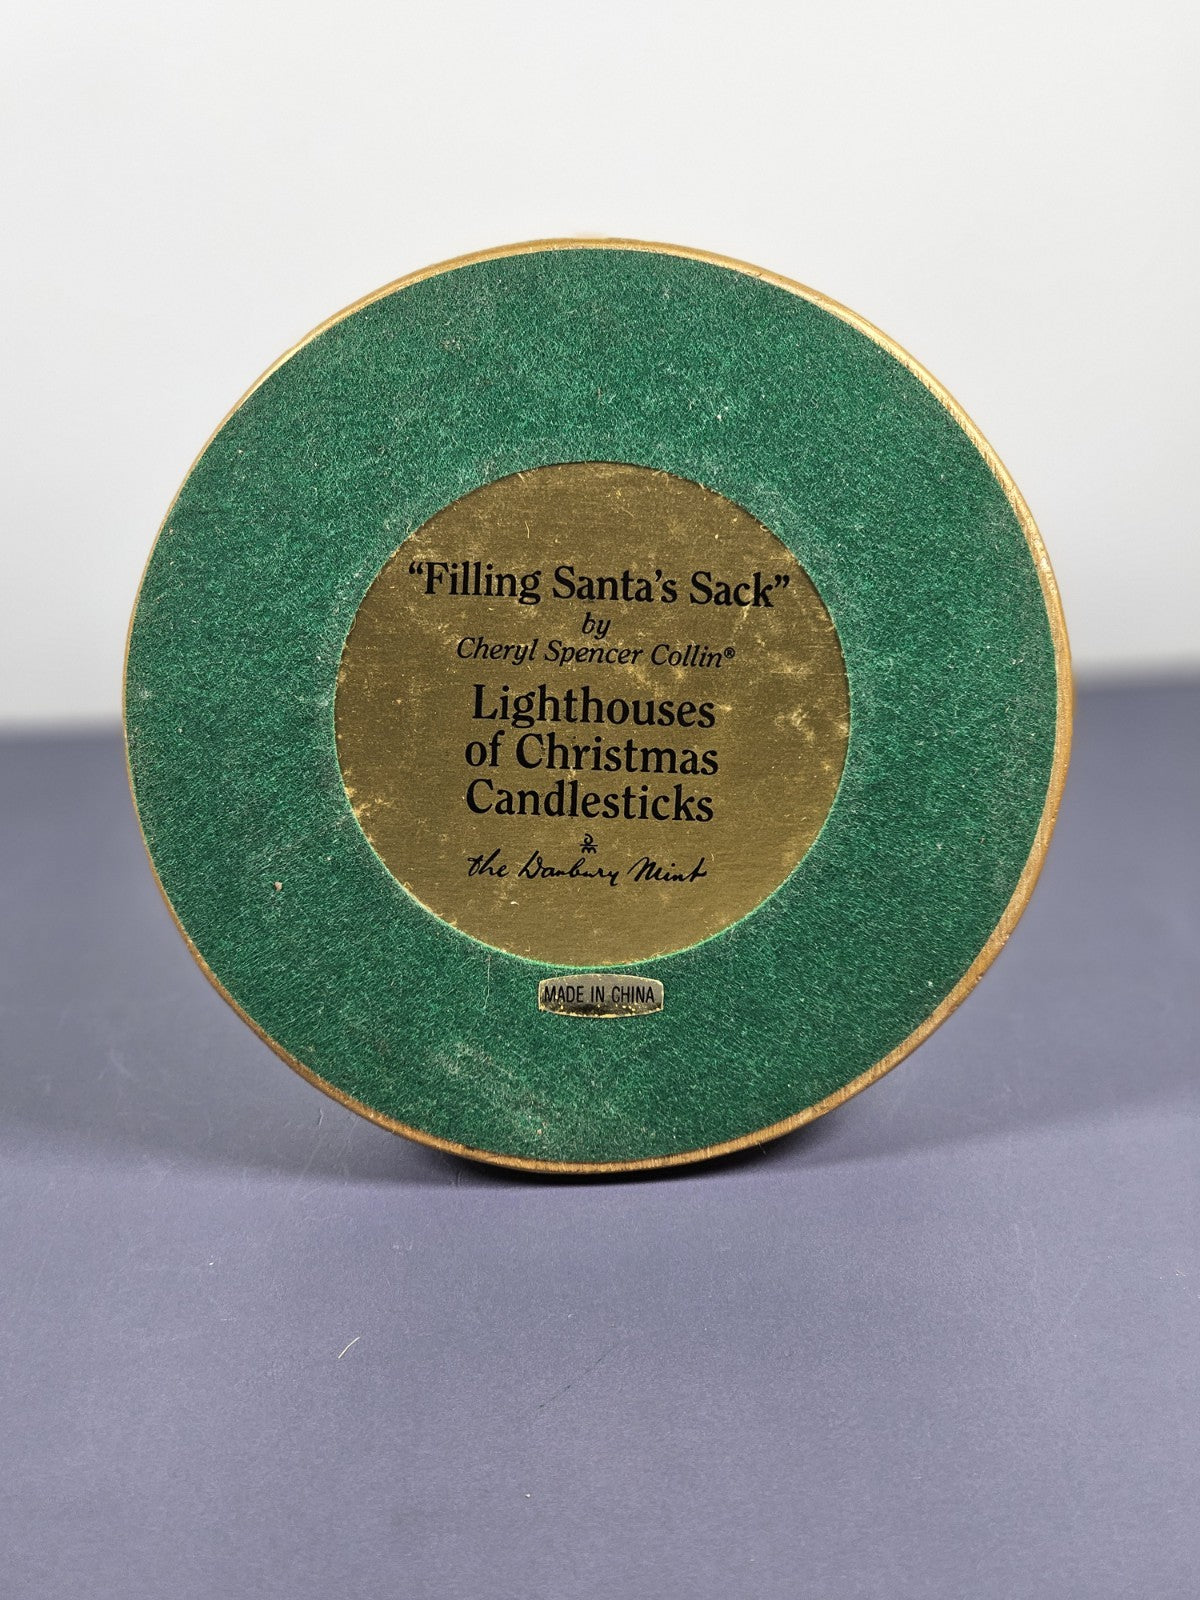 “Filling Santa’s Sack”
by
Cheryl Spencer Collin®
Lighthouses
of Christmas
Candlesticks
the Danbury Mint
MADE IN CHINA